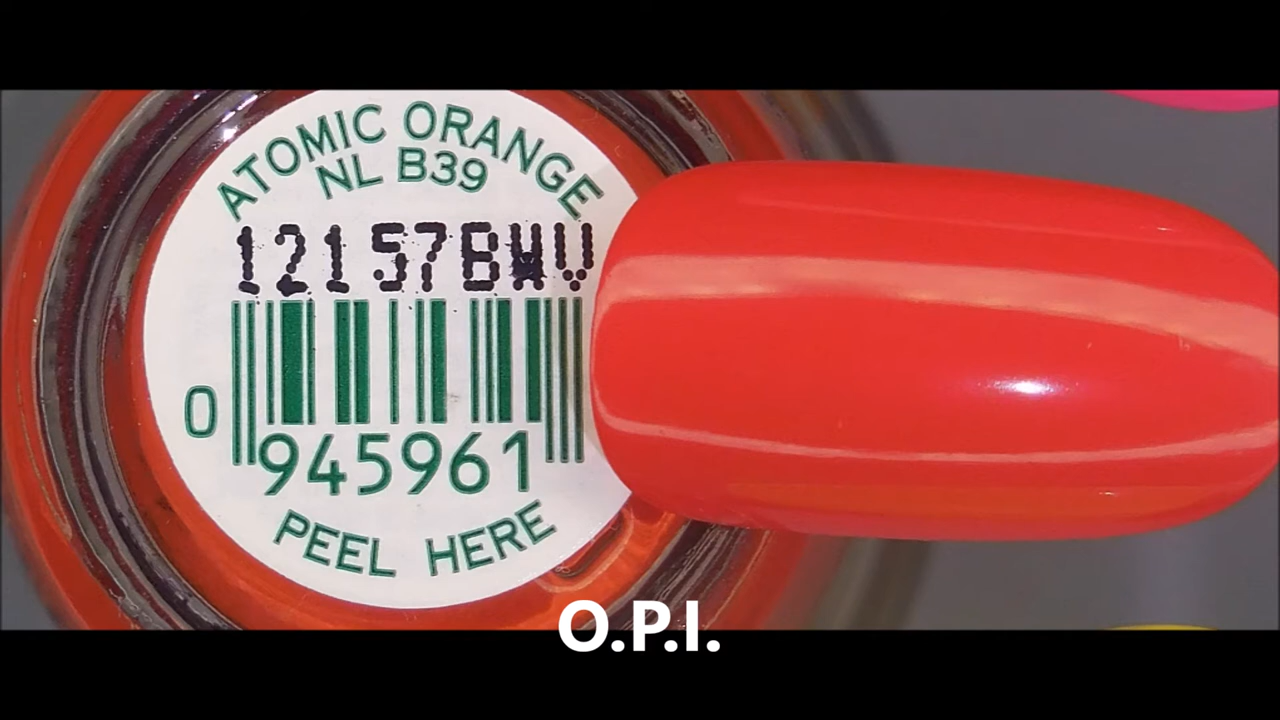 ATOMIC ORANGE
NL B39
12157BWV
0
945961
PEEL HERE
O.P.I.